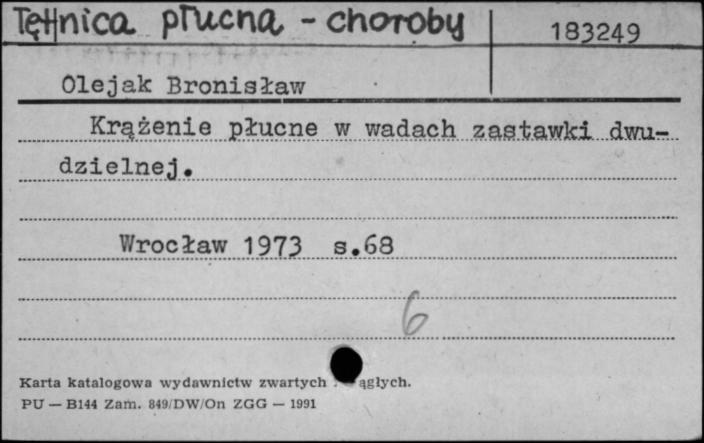 Tętnica płucna - choroby
183249
Olejak Bronisław
Krążenie płucne w wadach zastawki dwu-
dzielnej.
Wrocław 1973 s.68
6
Karta katalogowa wydawnictw zwartych ągłych.
PU — B144 Zam. 849/DW/On ZGG — 1991